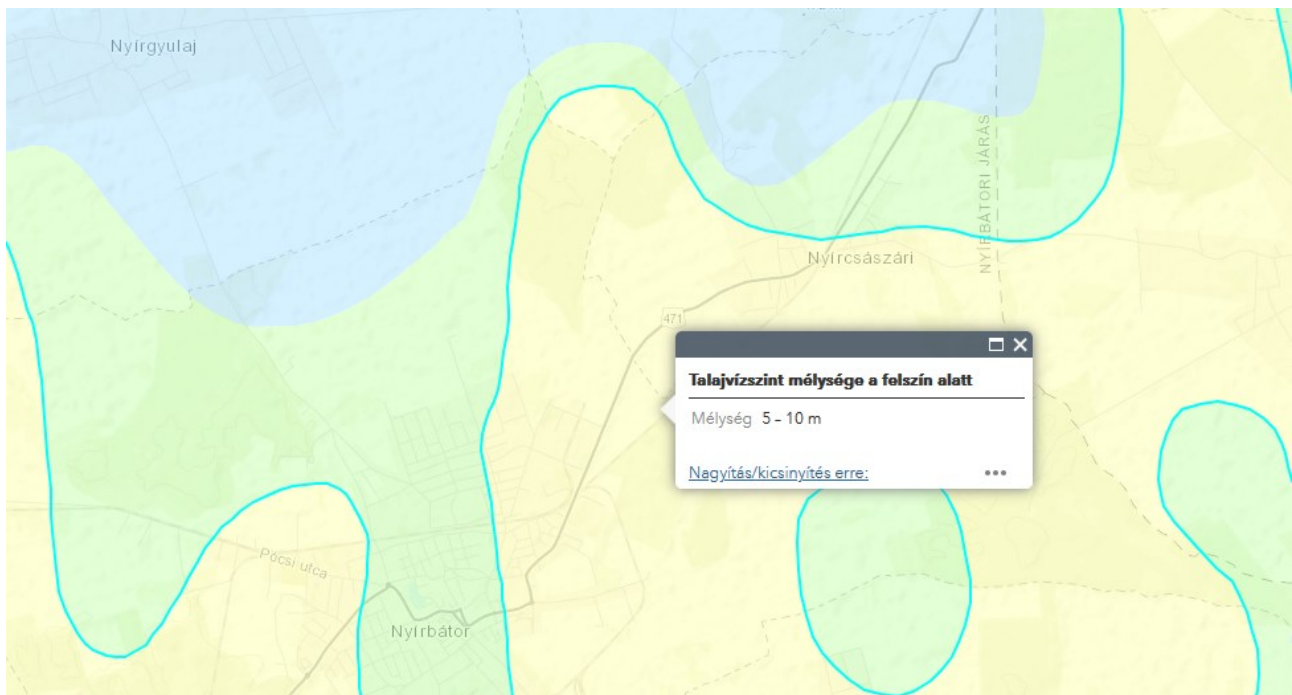 Nyírgyulaj
NYÍRBÁTORI JÁRÁS
Nyírcsászári
471
Talajvízszint mélysége a felszín alatt
Mélység 5 - 10 m
Nagyítás/kicsinyítés erre:
Pócsi utca
Nyírbátor